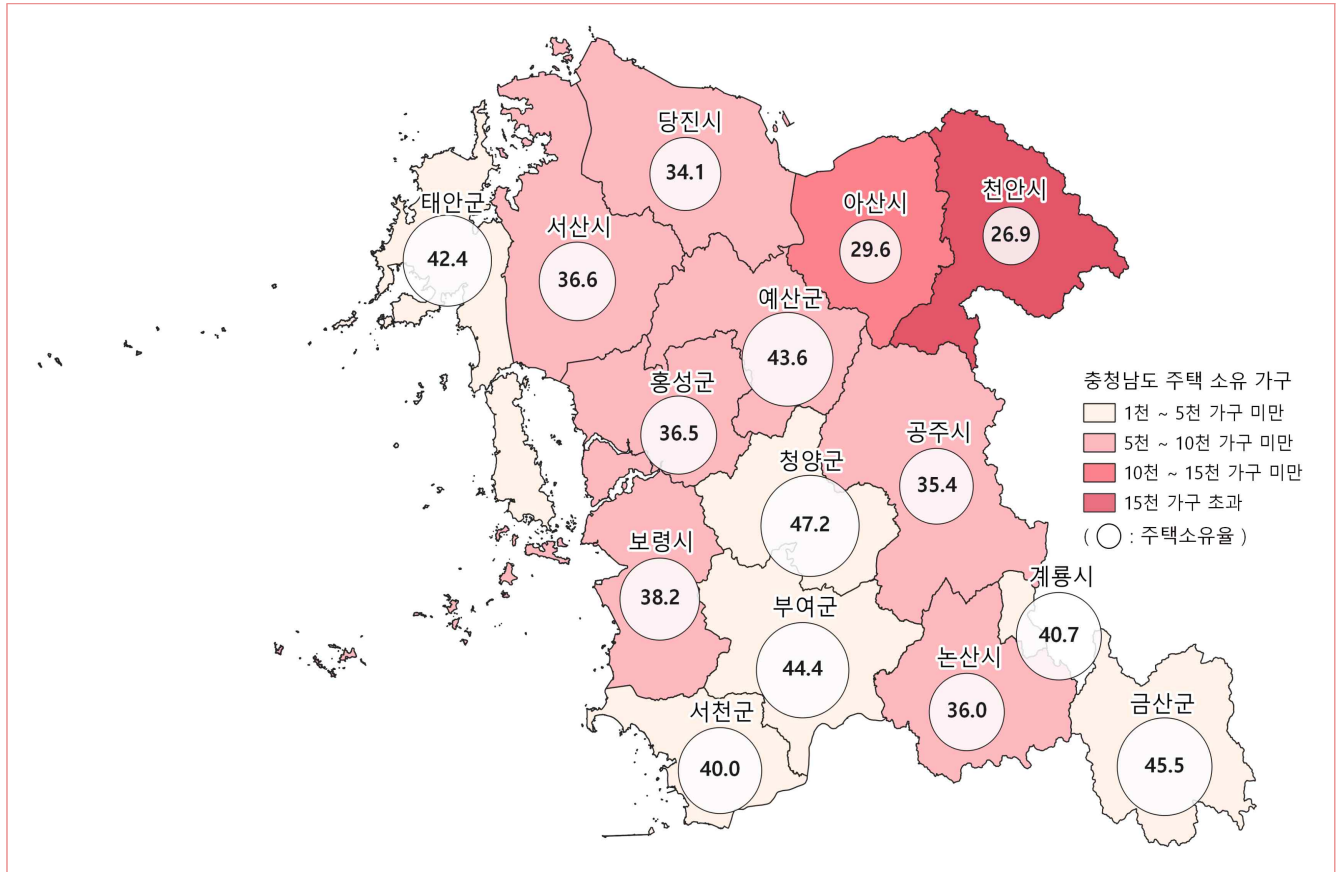 당진시
34.1
태안군
42.4
서산시
36.6
아산시
29.6
천안시
26.9
예산군
43.6
홍성군
36.5
청양군
47.2
공주시
35.4
보령시
38.2
부여군
44.4
계룡시
40.7
논산시
36.0
서천군
40.0
금산군
45.5
충청남도 주택 소유 가구
1천 ~ 5천 가구 미만
5천 ~ 10천 가구 미만
10천 ~ 15천 가구 미만
15천 가구 초과
( ◯ : 주택소유율 )